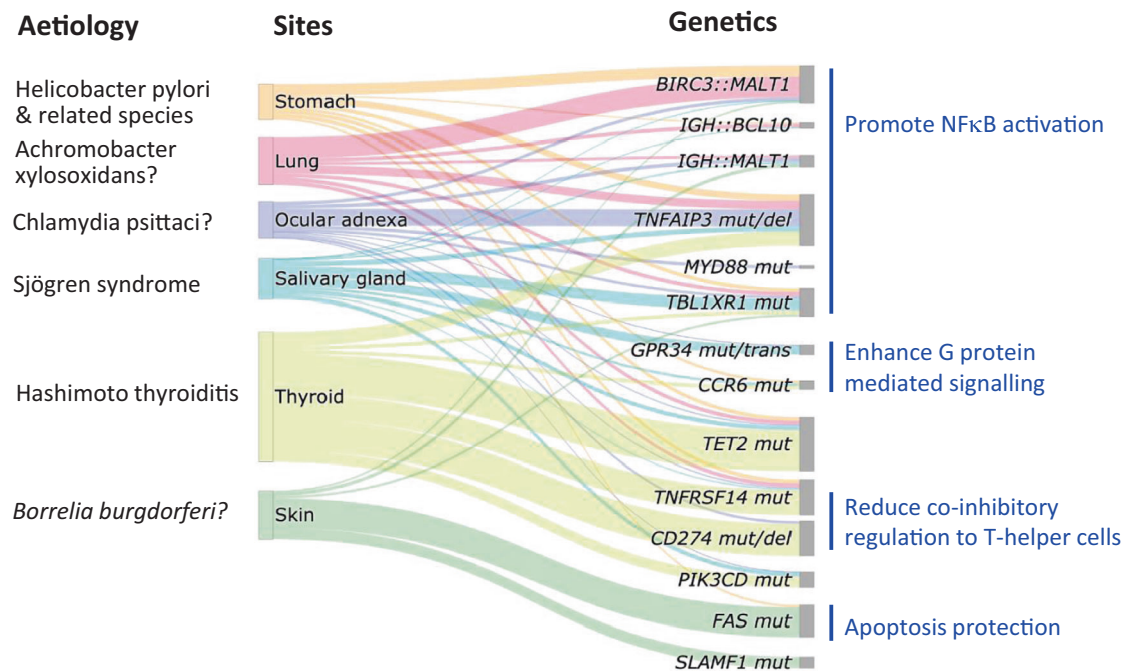 Aetiology
Sites
Genetics
Helicobacter pylori
& related species
Achromobacter
xylosoxidans?
Chlamydia psittaci?
Sjögren syndrome
Hashimoto thyroiditis
Borrelia burgdorferi?
Stomach
Lung
Ocular adnexa
Salivary gland
Thyroid
Skin
BIRC3::MALT1
IGH::BCL10
IGH::MALT1
TNFAIP3 mut/del
MYD88 mut
TBL1XR1 mut
GPR34 mut/trans
CCR6 mut
TET2 mut
TNFRSF14 mut
CD274 mut/del
PIK3CD mut
FAS mut
SLAMF1 mut
Promote NFκB activation
Enhance G protein
mediated signalling
Reduce co-inhibitory
regulation to T-helper cells
Apoptosis protection